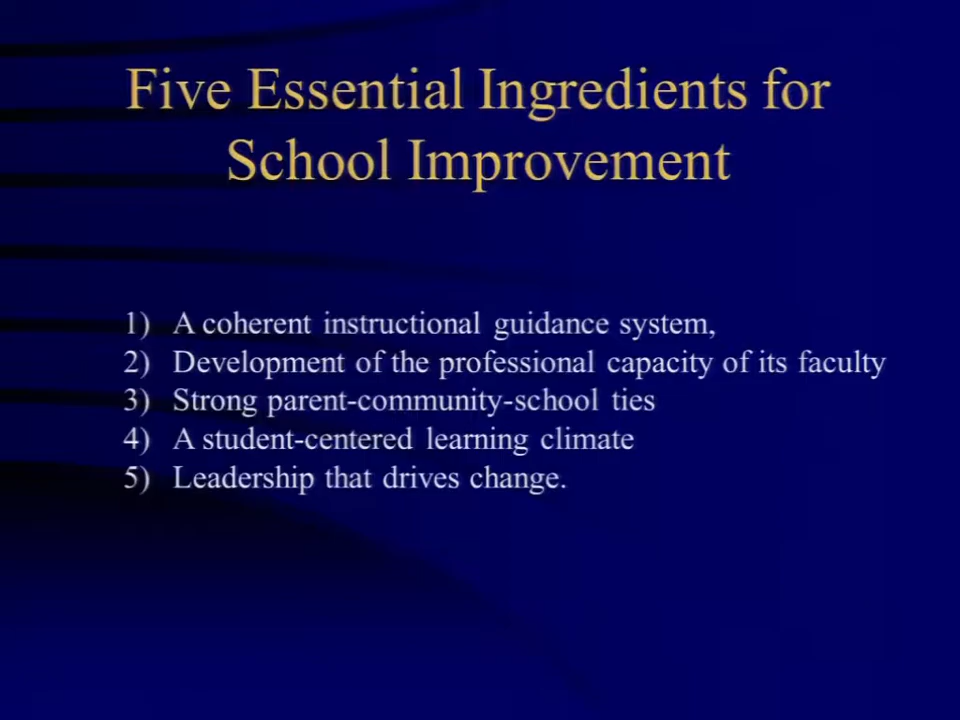 Five Essential Ingredients for
School Improvement
1) A coherent instructional guidance system,
2) Development of the professional capacity of its faculty
3) Strong parent-community-school ties
4) A student-centered learning climate
5) Leadership that drives change.